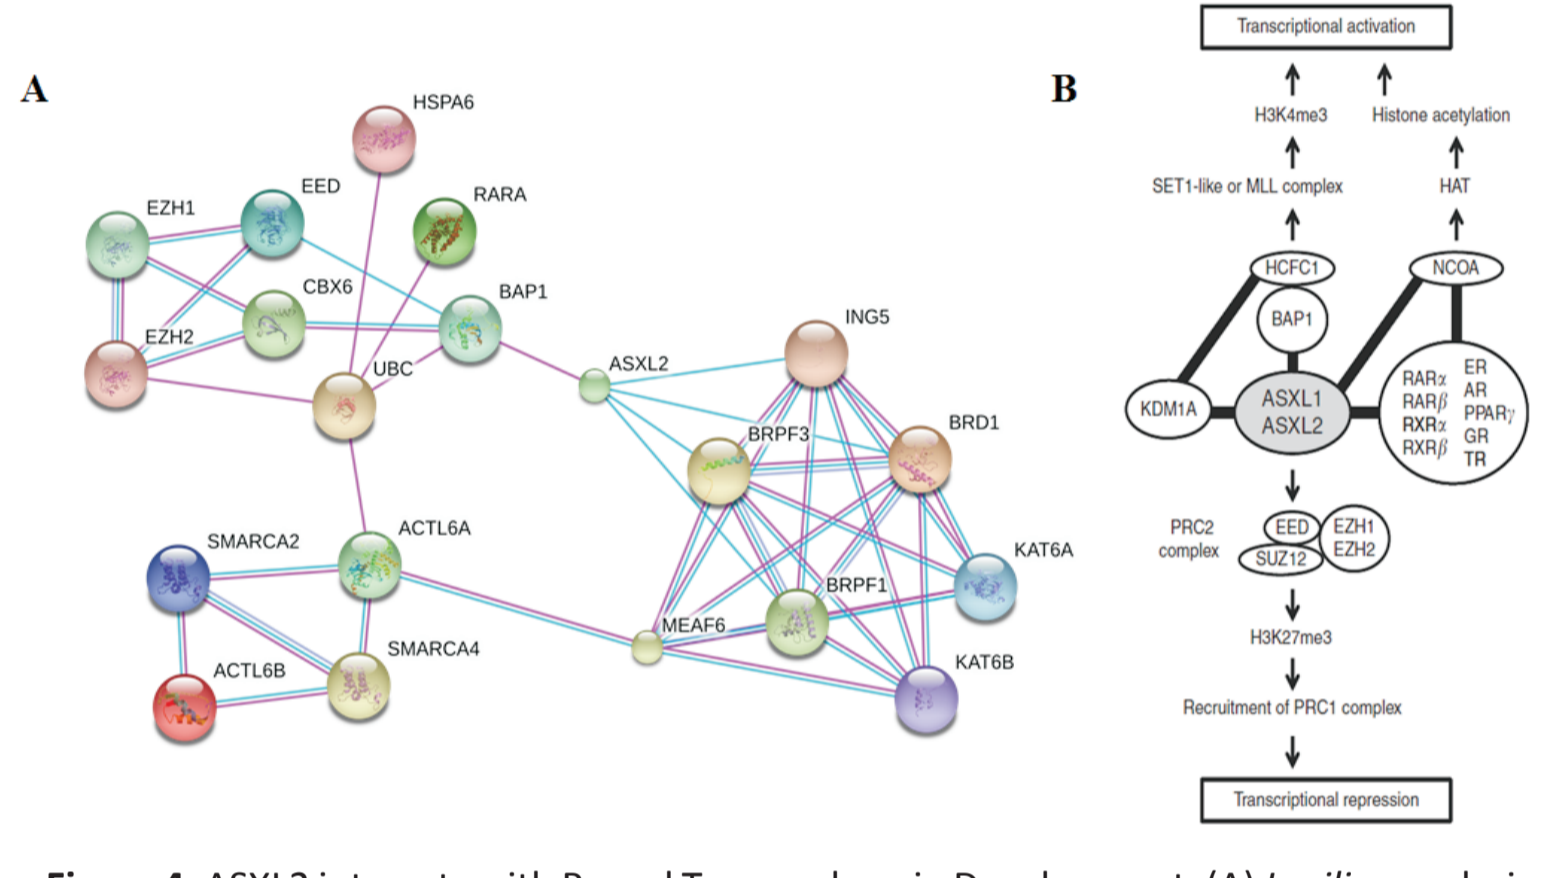 A
HSPA6
EED
RARA
EZH1
CBX6
BAP1
EZH2
UBC
ASXL2
ING5
BRPF3
BRD1
ACTL6A
SMARCA2
KAT6A
BRPF1
MEAF6
SMARCA4
ACTL6B
KAT6B
B
Transcriptional activation
H3K4me3
Histone acetylation
SET1-like or MLL complex
HAT
HCFC1
NCOA
BAP1
KDM1A
ASXL1
ASXL2
RARα
RARβ
RXRα
RXRβ
ER
AR
PPARγ
GR
TR
PRC2
complex
EED
SUZ12
EZH1
EZH2
H3K27me3
Recruitment of PRC1 complex
Transcriptional repression